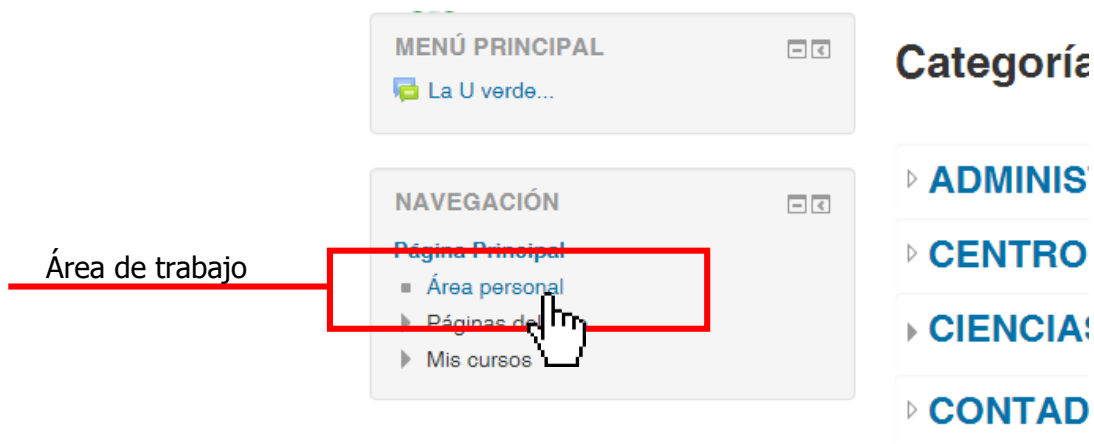 MENÚ PRINCIPAL
La U verde...
NAVEGACIÓN
Página Principal
Área personal
Páginas del
Mis cursos
Área de trabajo
Categoría
ADMINIS
CENTRO
CIENCIAS
CONTAD